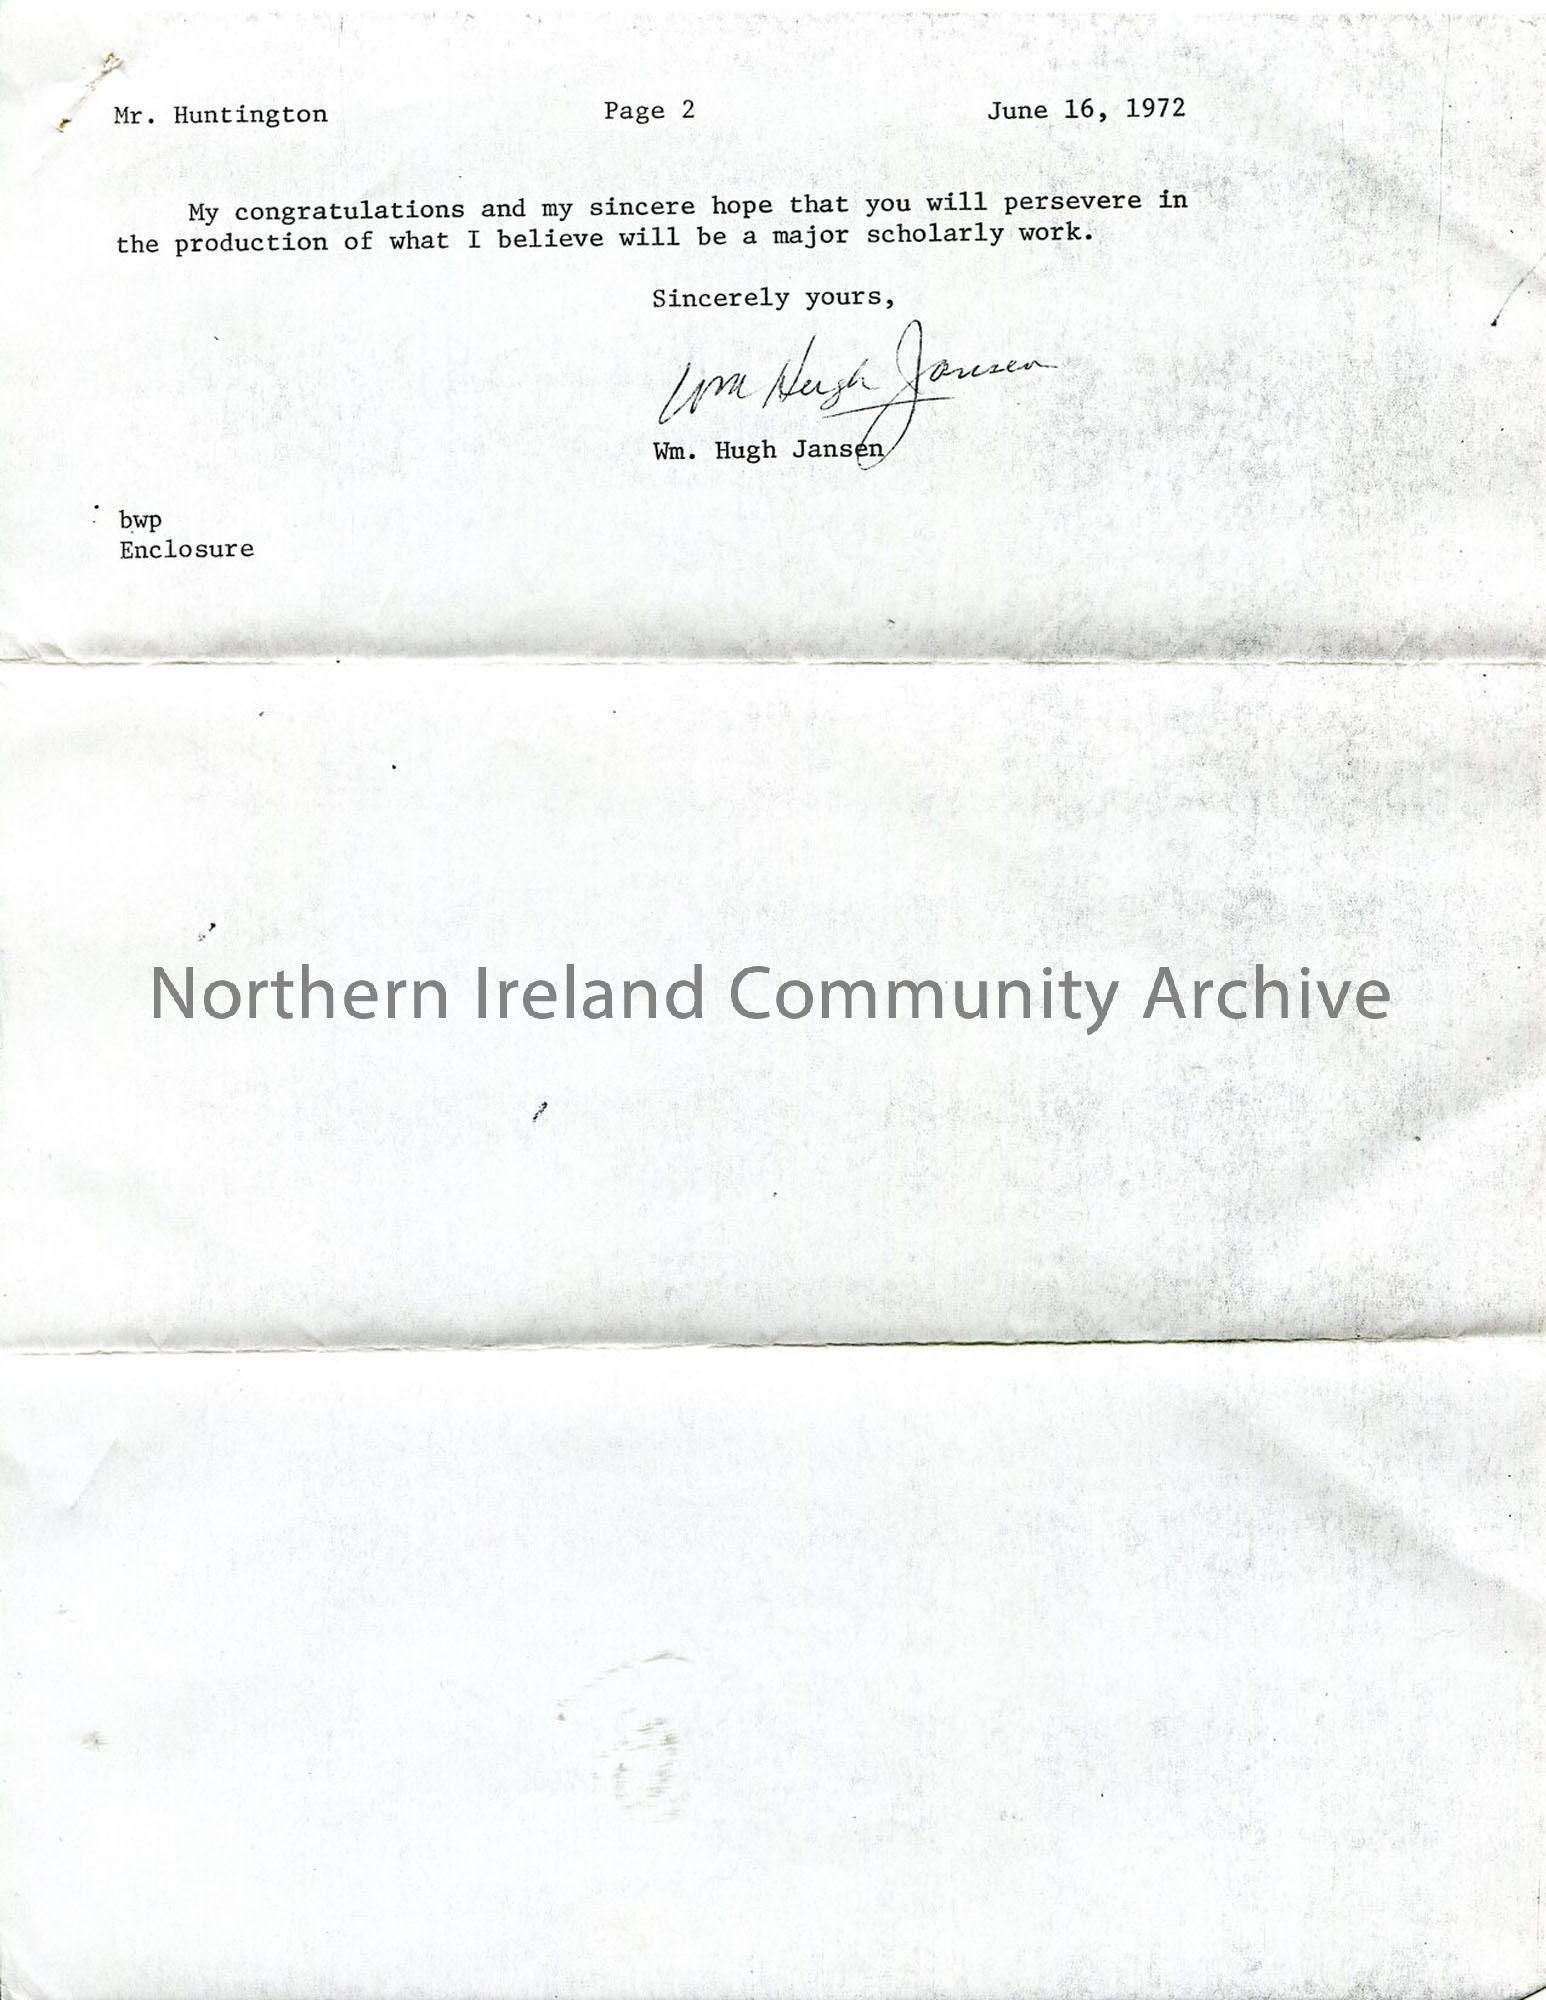 Mr. Huntington Page 2 June 16, 1972
My congratulations and my sincere hope that you will persevere in
the production of what I believe will be a major scholarly work.
Sincerely yours,
Wm Hugh Jansen
Wm. Hugh Jansen
bwp
Enclosure
Northern Ireland Community Archive